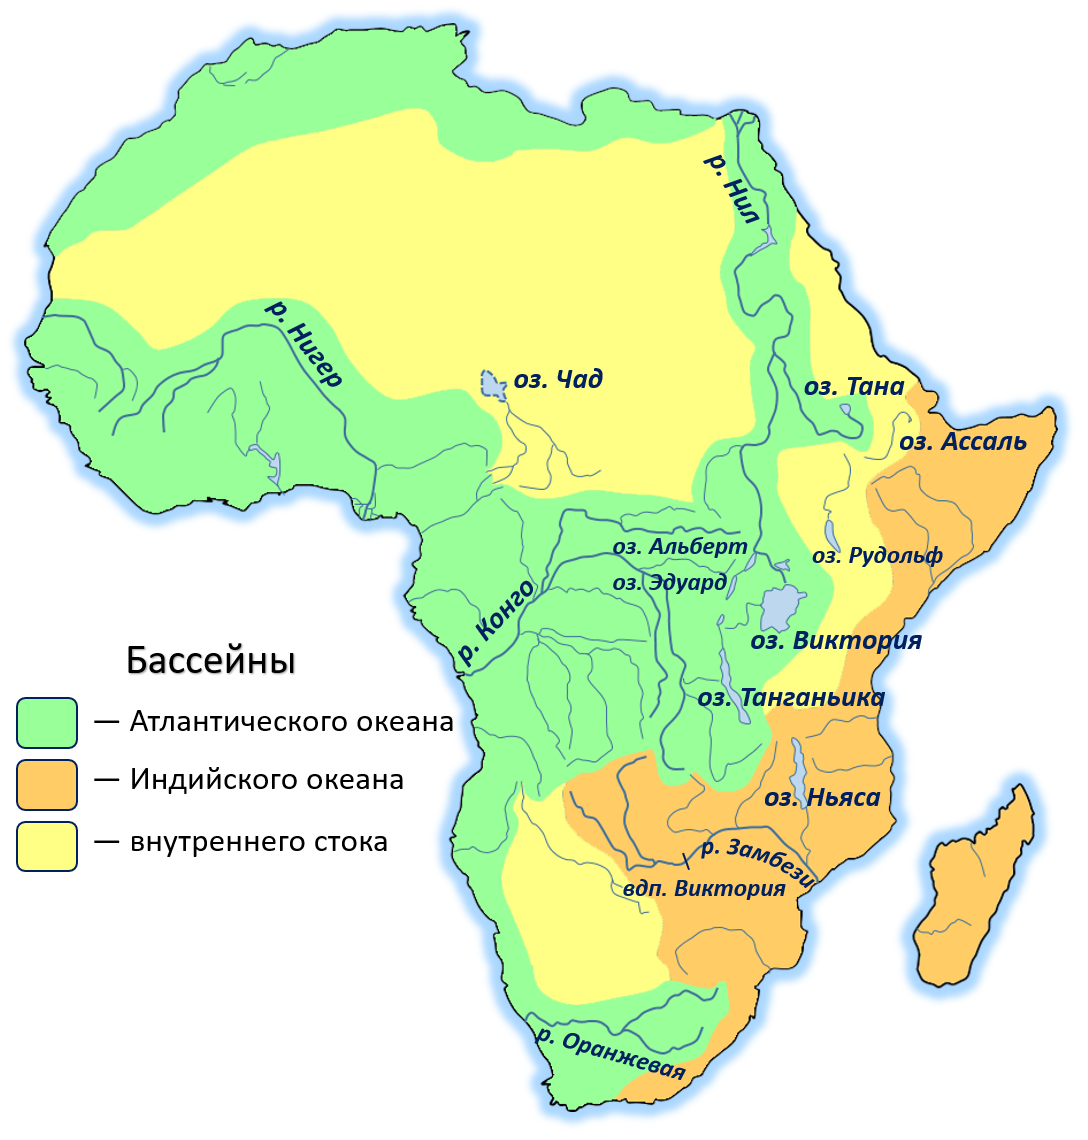 р. Нил
р. Нигер
оз. Чад
оз. Тана
оз. Ассаль
оз. Альберт
оз. Рудольф
оз. Эдуард
р. Конго
оз. Виктория
Бассейны
оз. Танганьика
— Атлантического океана
— Индийского океана
оз. Ньяса
— внутреннего стока
р. Замбези
вдп. Виктория
р. Оранжевая